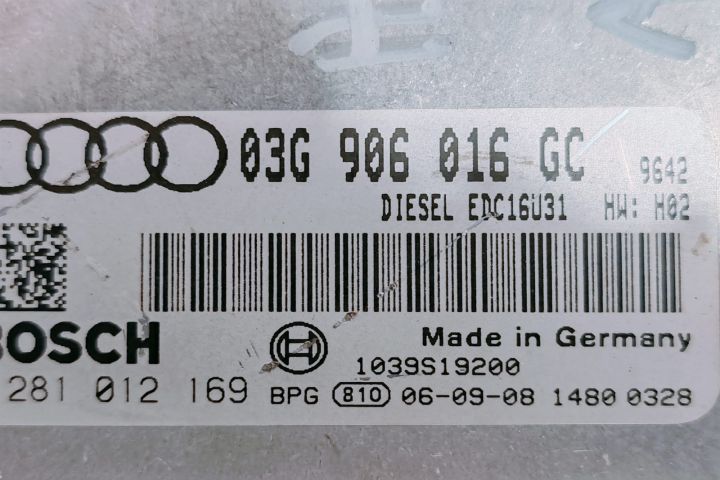 03G 906 016 GC 9642
DIESEL EDC16U31 HW: H02
BOSCH
Made in Germany
1039S19200
281 012 169 BPG 810 06-09-08 1480 0328